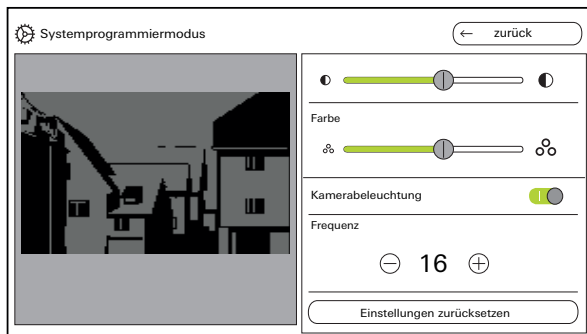 Systemprogrammiermodus
← zurück
Farbe
Kamerabeleuchtung
Frequenz
16
Einstellungen zurücksetzen